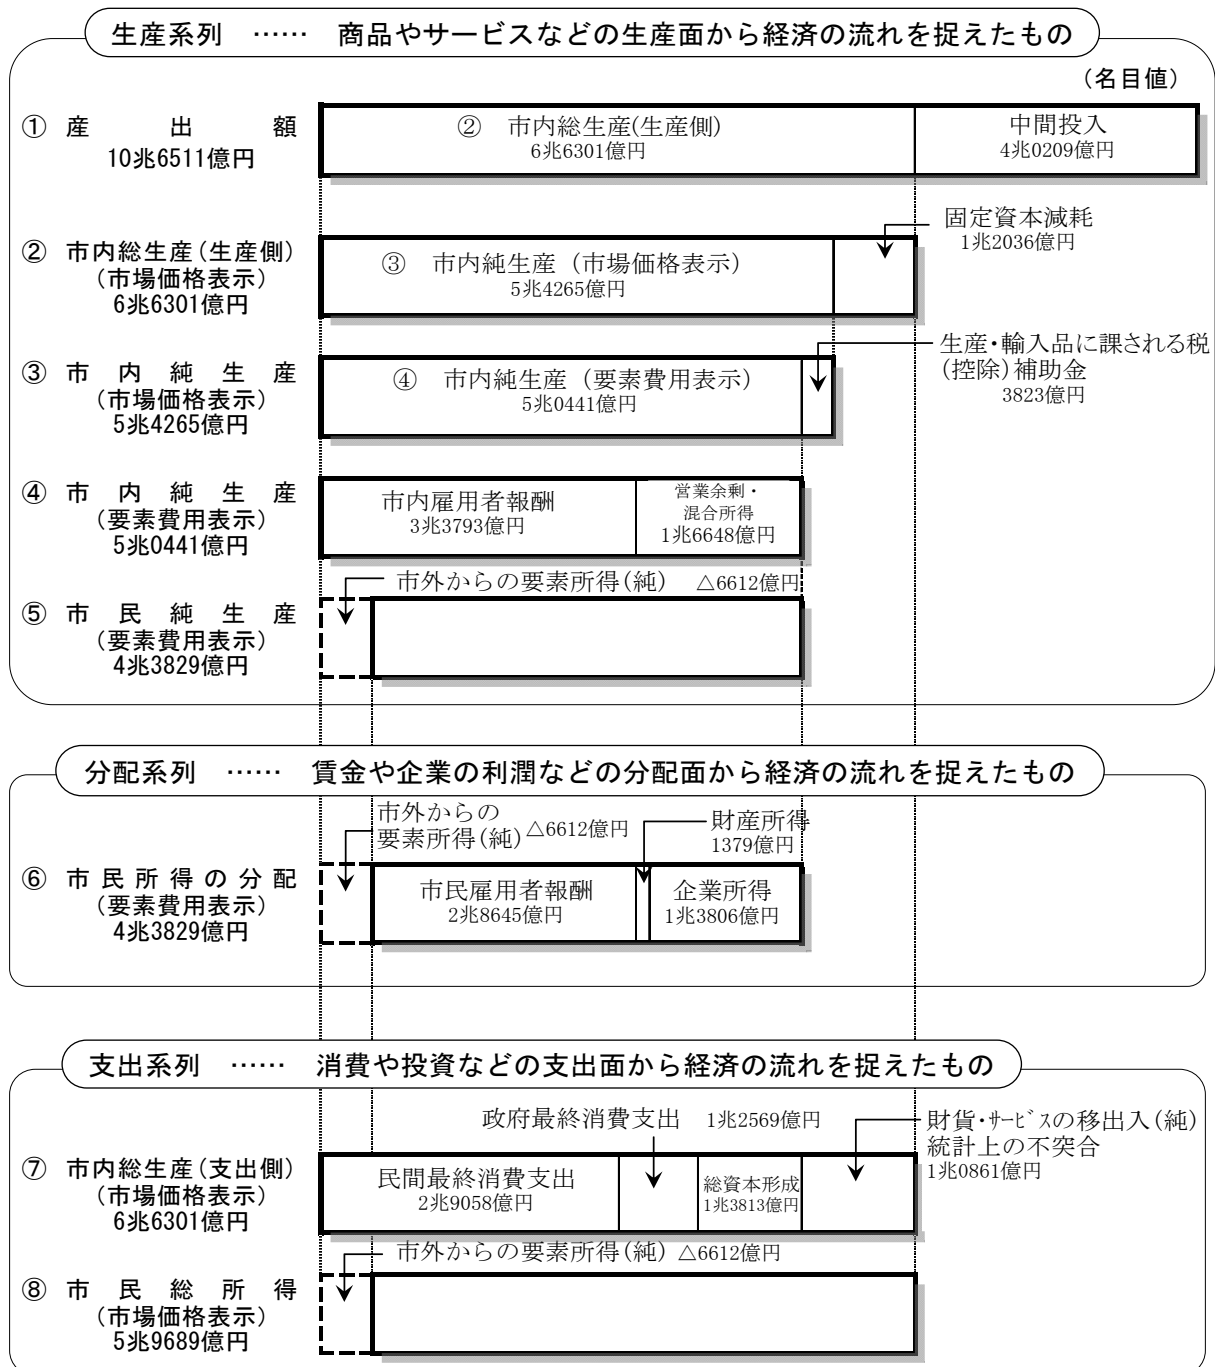 生産系列 …… 商品やサービスなどの生産面から経済の流れを捉えたもの
(名目値)
① 産出額
10兆6511億円
② 市内総生産(生産側)
6兆6301億円
中間投入
4兆0209億円
② 市内総生産(生産側)
(市場価格表示)
6兆6301億円
③ 市内純生産 (市場価格表示)
5兆4265億円
固定資本減耗
1兆2036億円
③ 市内純生産
(市場価格表示)
5兆4265億円
④ 市内純生産 (要素費用表示)
5兆0441億円
生産・輸入品に課される税
(控除)補助金
3823億円
④ 市内純生産
(要素費用表示)
5兆0441億円
市内雇用者報酬
3兆3793億円
営業余剰・
混合所得
1兆6648億円
市外からの要素所得(純) △6612億円
⑤ 市民純生産
(要素費用表示)
4兆3829億円
分配系列 …… 賃金や企業の利潤などの分配面から経済の流れを捉えたもの
市外からの
要素所得(純) △6612億円
財産所得
1379億円
⑥ 市民所得の分配
(要素費用表示)
4兆3829億円
市民雇用者報酬
2兆8645億円
企業所得
1兆3806億円
支出系列 …… 消費や投資などの支出面から経済の流れを捉えたもの
政府最終消費支出 1兆2569億円
財貨・サービスの移出入(純)
統計上の不突合
1兆0861億円
⑦ 市内総生産(支出側)
(市場価格表示)
6兆6301億円
民間最終消費支出
2兆9058億円
総資本形成
1兆3813億円
市外からの要素所得(純) △6612億円
⑧ 市民総所得
(市場価格表示)
5兆9689億円